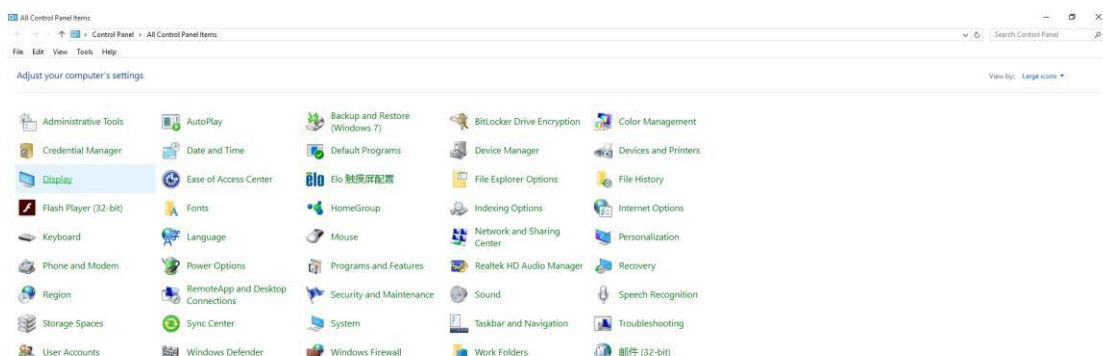 All Control Panel Items
Control Panel › All Control Panel Items
Search Control Panel
File Edit View Tools Help
Adjust your computer's settings
View by: Large icons
Administrative Tools
AutoPlay
Backup and Restore
(Windows 7)
BitLocker Drive Encryption
Color Management
Credential Manager
Date and Time
Default Programs
Device Manager
Devices and Printers
Display
Ease of Access Center
elo Elo 触摸屏配置
File Explorer Options
File History
Flash Player (32-bit)
Fonts
HomeGroup
Indexing Options
Internet Options
Keyboard
Language
Mouse
Network and Sharing
Center
Personalization
Phone and Modem
Power Options
Programs and Features
Realtek HD Audio Manager
Recovery
Region
RemoteApp and Desktop
Connections
Security and Maintenance
Sound
Speech Recognition
Storage Spaces
Sync Center
System
Taskbar and Navigation
Troubleshooting
User Accounts
Windows Defender
Windows Firewall
Work Folders
邮件 (32-bit)